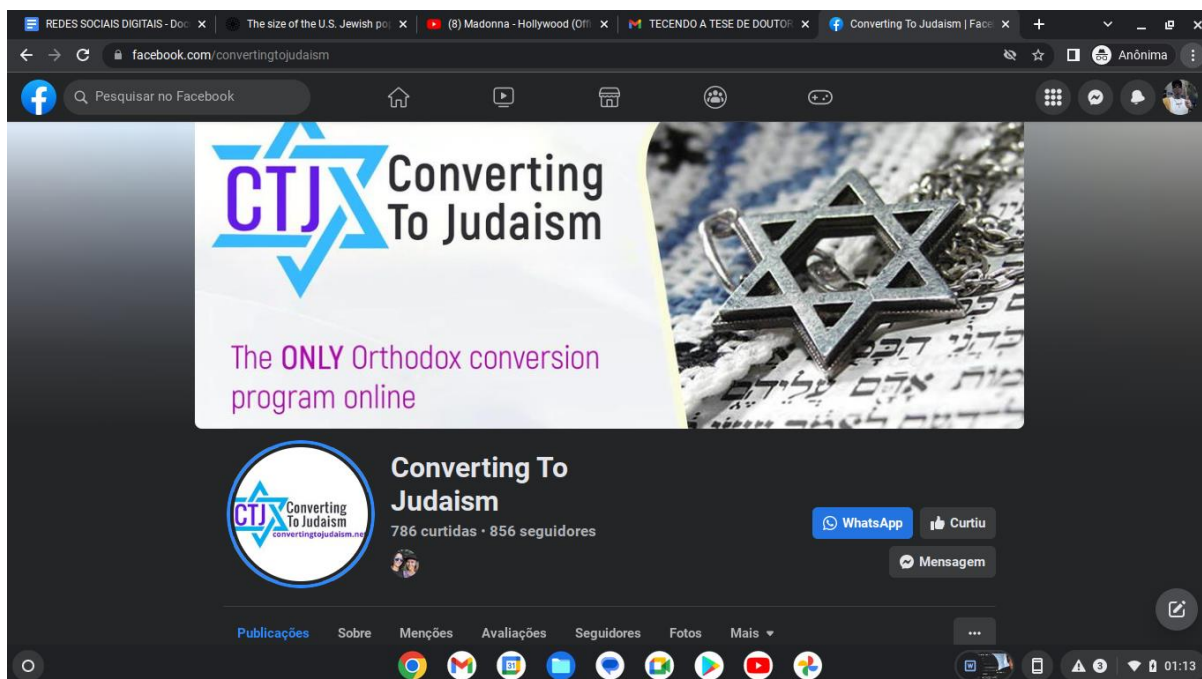 REDES SOCIAIS DIGITAIS - Doc
The size of the U.S. Jewish po
(8) Madonna - Hollywood (Offi
TECENDO A TESE DE DOUTOR
Converting To Judaism | Face
facebook.com/convertingtojudaism
Anônima
Pesquisar no Facebook
CTJ
Converting
To Judaism
The ONLY Orthodox conversion
program online
CTJ
Converting
To Judaism
convertingtojudaism.ne
Converting To
Judaism
786 curtidas • 856 seguidores
WhatsApp
Curtiu
Mensagem
Publicações Sobre Menções Avaliações Seguidores Fotos Mais
31
W
3
01:13